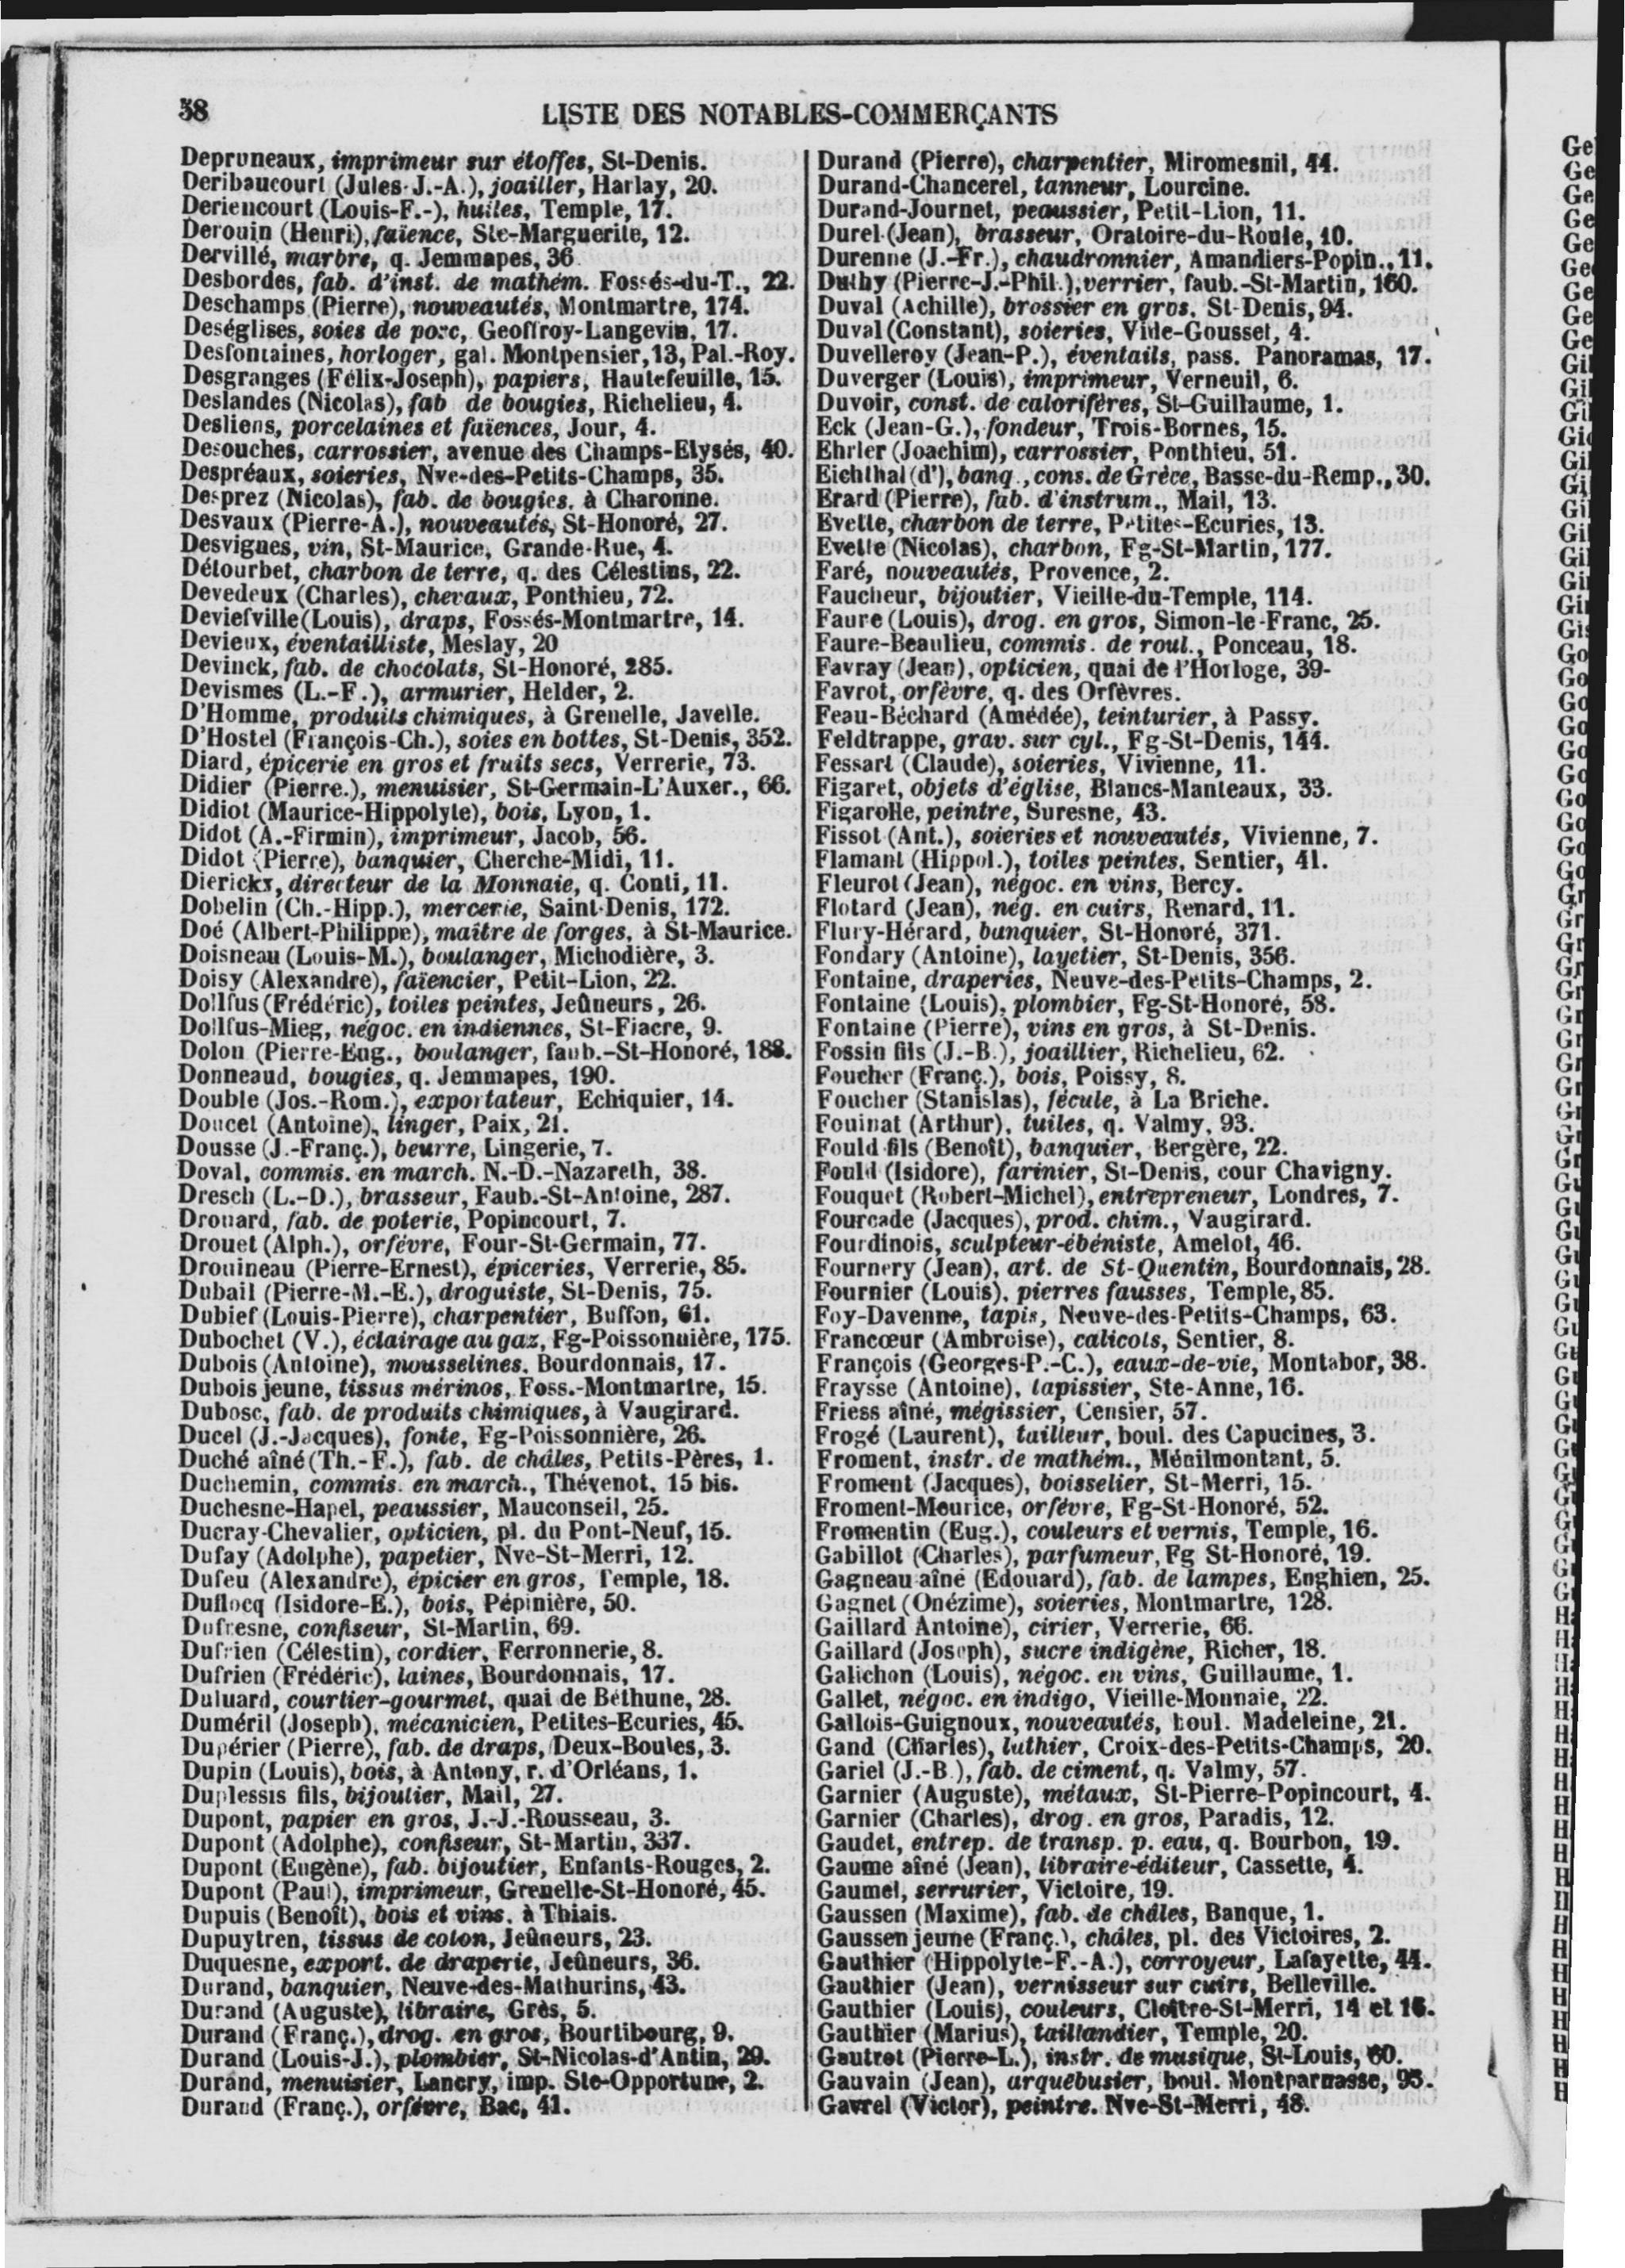 38
LISTE DES NOTABLES-COMMERÇANTS
Depruneaux, imprimeur sur étoffes, St-Denis.
Deribaucourt (Jules-J.-A.), joailler, Harlay, 20.
Deriencourt (Louis-F.-), huiles, Temple, 17.
Derouin (Henri), faïence, Ste-Marguerite, 12.
Dervillé, marbre, q. Jemmapes, 36
Desbordes, fab. d'inst. de mathém. Fossés-du-T., 22.
Deschamps (Pierre), nouveautés, Montmartre, 174.
Deséglises, soies de porc, Geoffroy-Langevin, 17.
Desfontaines, horloger, gal. Montpensier, 13, Pal.-Roy.
Desgranges (Félix-Joseph), papiers, Hautefeuille, 15.
Deslandes (Nicolas), fab de bougies, Richelieu, 4.
Desliens, porcelaines et faïences, Jour, 4.
Desouches, carrossier, avenue des Champs-Elysés, 40.
Despréaux, soieries, Nve-des-Petits-Champs, 35.
Desprez (Nicolas), fab. de bougies, à Charonne.
Desvaux (Pierre-A.), nouveautés, St-Honoré, 27.
Desvignes, vin, St-Maurice, Grande-Rue, 4.
Détourbet, charbon de terre, q. des Célestins, 22.
Devedeux (Charles), chevaux, Ponthieu, 72.
Deviefville (Louis), draps, Fossés-Montmartre, 14.
Devieux, éventailliste, Meslay, 20
Devinck, fab. de chocolats, St-Honoré, 285.
Devismes (L.-F.), armurier, Helder, 2.
D'Homme, produits chimiques, à Grenelle, Javelle.
D'Hostel (François-Ch.), soies en bottes, St-Denis, 352.
Diard, épicerie en gros et fruits secs, Verrerie, 73.
Didier (Pierre.), menuisier, St-Germain-L'Auxer., 66.
Didiot (Maurice-Hippolyte), bois, Lyon, 1.
Didot (A.-Firmin), imprimeur, Jacob, 56.
Didot (Pierre), banquier, Cherche-Midi, 11.
Dierickx, directeur de la Monnaie, q. Conti, 11.
Dobelin (Ch.-Hipp.), mercerie, Saint-Denis, 172.
Doé (Albert-Philippe), maître de forges, à St-Maurice.
Doisneau (Louis-M.), boulanger, Michodière, 3.
Doisy (Alexandre), faïencier, Petit-Lion, 22.
Dollfus (Frédéric), toiles peintes, Jeûneurs, 26.
Dollfus-Mieg, négoc. en indiennes, St-Fiacre, 9.
Dolon (Pierre-Eug., boulanger, faub.-St-Honoré, 188.
Donneaud, bougies, q. Jemmapes, 190.
Double (Jos.-Rom.), exportateur, Echiquier, 14.
Doucet (Antoine), linger, Paix, 21.
Dousse (J.-Franç.), beurre, Lingerie, 7.
Doval, commis. en march. N.-D.-Nazareth, 38.
Dresch (L.-D.), brasseur, Faub.-St-Antoine, 287.
Drouard, fab. de poterie, Popincourt, 7.
Drouet (Alph.), orfévre, Four-St-Germain, 77.
Drouineau (Pierre-Ernest), épiceries, Verrerie, 85.
Dubail (Pierre-M.-E.), droguiste, St-Denis, 75.
Dubief (Louis-Pierre), charpentier, Buffon, 61.
Dubochet (V.), éclairage au gaz, Fg-Poissonnière, 175.
Dubois (Antoine), mousselines, Bourdonnais, 17.
Dubois jeune, tissus mérinos, Foss.-Montmartre, 15.
Dubosc, fab. de produits chimiques, à Vaugirard.
Ducel (J.-Jacques), fonte, Fg-Poissonnière, 26.
Duché aîné (Th.-F.), fab. de châles, Petits-Pères, 1.
Duchemin, commis. en march., Thévenot, 15 bis.
Duchesne-Hapel, peaussier, Mauconseil, 25.
Ducray-Chevalier, opticien, pl. du Pont-Neuf, 15.
Dufay (Adolphe), papetier, Nve-St-Merri, 12.
Dufeu (Alexandre), épicier en gros, Temple, 18.
Duflocq (Isidore-E.), bois, Pépinière, 50.
Dufresne, confiseur, St-Martin, 69.
Dufrien (Célestin), cordier, Ferronnerie, 8.
Dufrien (Frédéric), laines, Bourdonnais, 17.
Duluard, courtier-gourmet, quai de Béthune, 28.
Duméril (Joseph), mécanicien, Petites-Ecuries, 45.
Dupérier (Pierre), fab. de draps, Deux-Boules, 3.
Dupin (Louis), bois, à Antony, r. d'Orléans, 1.
Duplessis fils, bijoutier, Mail, 27.
Dupont, papier en gros, J.-J.-Rousseau, 3.
Dupont (Adolphe), confiseur, St-Martin, 337.
Dupont (Eugène), fab. bijoutier, Enfants-Rouges, 2.
Dupont (Paul), imprimeur, Grenelle-St-Honoré, 45.
Dupuis (Benoît), bois et vins, à Thiais.
Dupuytren, tissus de coton, Jeûneurs, 23.
Duquesne, export. de draperie, Jeûneurs, 36.
Durand, banquier, Neuve-des-Mathurins, 43.
Durand (Auguste), libraire, Grès, 5.
Durand (Franç.), drog. en gros, Bourtibourg, 9.
Durand (Louis-J.), plombier, St-Nicolas-d'Antin, 29.
Durand, menuisier, Lancry, imp. Ste-Opportune, 2.
Durand (Franç.), orfévre, Bac, 41.
Durand (Pierre), charpentier, Miromesnil, 44.
Durand-Chancerel, tanneur, Lourcine.
Durand-Journet, peaussier, Petit-Lion, 11.
Durel (Jean), brasseur, Oratoire-du-Roule, 10.
Durenne (J.-Fr.), chaudronnier, Amandiers-Popin., 11.
Duthy (Pierre-J.-Phil.), verrier, faub.-St-Martin, 160.
Duval (Achille), brossier en gros, St-Denis, 94.
Duval (Constant), soieries, Vide-Gousset, 4.
Duvelleroy (Jean-P.), éventails, pass. Panoramas, 17.
Duverger (Louis), imprimeur, Verneuil, 6.
Duvoir, const. de calorifères, St-Guillaume, 1.
Eck (Jean-G.), fondeur, Trois-Bornes, 15.
Ehrler (Joachim), carrossier, Ponthieu, 51.
Eichthal (d'), banq., cons. de Grèce, Basse-du-Remp., 30.
Erard (Pierre), fab. d'instrum., Mail, 13.
Evette, charbon de terre, Petites-Ecuries, 13.
Evette (Nicolas), charbon, Fg-St-Martin, 177.
Faré, nouveautés, Provence, 2.
Faucheur, bijoutier, Vieille-du-Temple, 114.
Faure (Louis), drog. en gros, Simon-le-Franc, 25.
Faure-Beaulieu, commis. de roul., Ponceau, 18.
Favray (Jean), opticien, quai de l'Horloge, 39-
Favrot, orfèvre, q. des Orfèvres.
Feau-Béchard (Amédée), teinturier, à Passy.
Feldtrappe, grav. sur cyl., Fg-St-Denis, 144.
Fessart (Claude), soieries, Vivienne, 11.
Figaret, objets d'église, Blancs-Manteaux, 33.
Figarolle, peintre, Suresne, 43.
Fissot (Ant.), soieries et nouveautés, Vivienne, 7.
Flamant (Hippol.), toiles peintes, Sentier, 41.
Fleurot (Jean), négoc. en vins, Bercy.
Flotard (Jean), nég. en cuirs, Renard, 11.
Flury-Hérard, banquier, St-Honoré, 371.
Fondary (Antoine), layetier, St-Denis, 356.
Fontaine, draperies, Neuve-des-Petits-Champs, 2.
Fontaine (Louis), plombier, Fg-St-Honoré, 58.
Fontaine (Pierre), vins en gros, à St-Denis.
Fossin fils (J.-B.), joaillier, Richelieu, 62.
Foucher (Franç.), bois, Poissy, 8.
Foucher (Stanislas), fécule, à La Briche.
Fouinat (Arthur), tuiles, q. Valmy, 93.
Fould fils (Benoît), banquier, Bergère, 22.
Fould (Isidore), farinier, St-Denis, cour Chavigny.
Fouquet (Robert-Michel), entrepreneur, Londres, 7.
Fourcade (Jacques), prod. chim., Vaugirard.
Fourdinois, sculpteur-ébéniste, Amelot, 46.
Fournery (Jean), art. de St-Quentin, Bourdonnais, 28.
Fournier (Louis), pierres fausses, Temple, 85.
Foy-Davenne, tapis, Neuve-des-Petits-Champs, 63.
Francœur (Ambroise), calicots, Sentier, 8.
François (Georges-P.-C.), eaux-de-vie, Montabor, 38.
Fraysse (Antoine), tapissier, Ste-Anne, 16.
Friess aîné, mégissier, Censier, 57.
Frogé (Laurent), tailleur, boul. des Capucines, 3.
Froment, instr. de mathém., Ménilmontant, 5.
Froment (Jacques), boisselier, St-Merri, 15.
Froment-Meurice, orfévre, Fg-St-Honoré, 52.
Fromentin (Eug.), couleurs et vernis, Temple, 16.
Gabillot (Charles), parfumeur, Fg St-Honoré, 19.
Gagneau aîné (Edouard), fab. de lampes, Enghien, 25.
Gagnet (Onézime), soieries, Montmartre, 128.
Gaillard Antoine), cirier, Verrerie, 66.
Gaillard (Joseph), sucre indigène, Richer, 18.
Galichon (Louis), négoc. en vins, Guillaume, 1.
Gallet, négoc. en indigo, Vieille-Monnaie, 22.
Gallois-Guignoux, nouveautés, boul. Madeleine, 21.
Gand (Charles), luthier, Croix-des-Petits-Champs, 20.
Gariel (J.-B.), fab. de ciment, q. Valmy, 57.
Garnier (Auguste), métaux, St-Pierre-Popincourt, 4.
Garnier (Charles), drog. en gros, Paradis, 12.
Gaudet, entrep. de transp. p. eau, q. Bourbon, 19.
Gaume aîné (Jean), libraire-éditeur, Cassette, 4.
Gaumel, serrurier, Victoire, 19.
Gaussen (Maxime), fab. de châles, Banque, 1.
Gaussen jeune (Franç.), châles, pl. des Victoires, 2.
Gauthier (Hippolyte-F.-A.), corroyeur, Lafayette, 44.
Gauthier (Jean), vernisseur sur cuirs, Belleville.
Gauthier (Louis), couleurs, Cloître-St-Merri, 14 et 16.
Gauthier (Marius), taillandier, Temple, 20.
Gautrot (Pierre-L.), instr. de musique, St-Louis, 60.
Gauvain (Jean), arquebusier, boul. Montparnasse, 93.
Gavrel (Victor), peintre. Nve-St-Merri, 48.